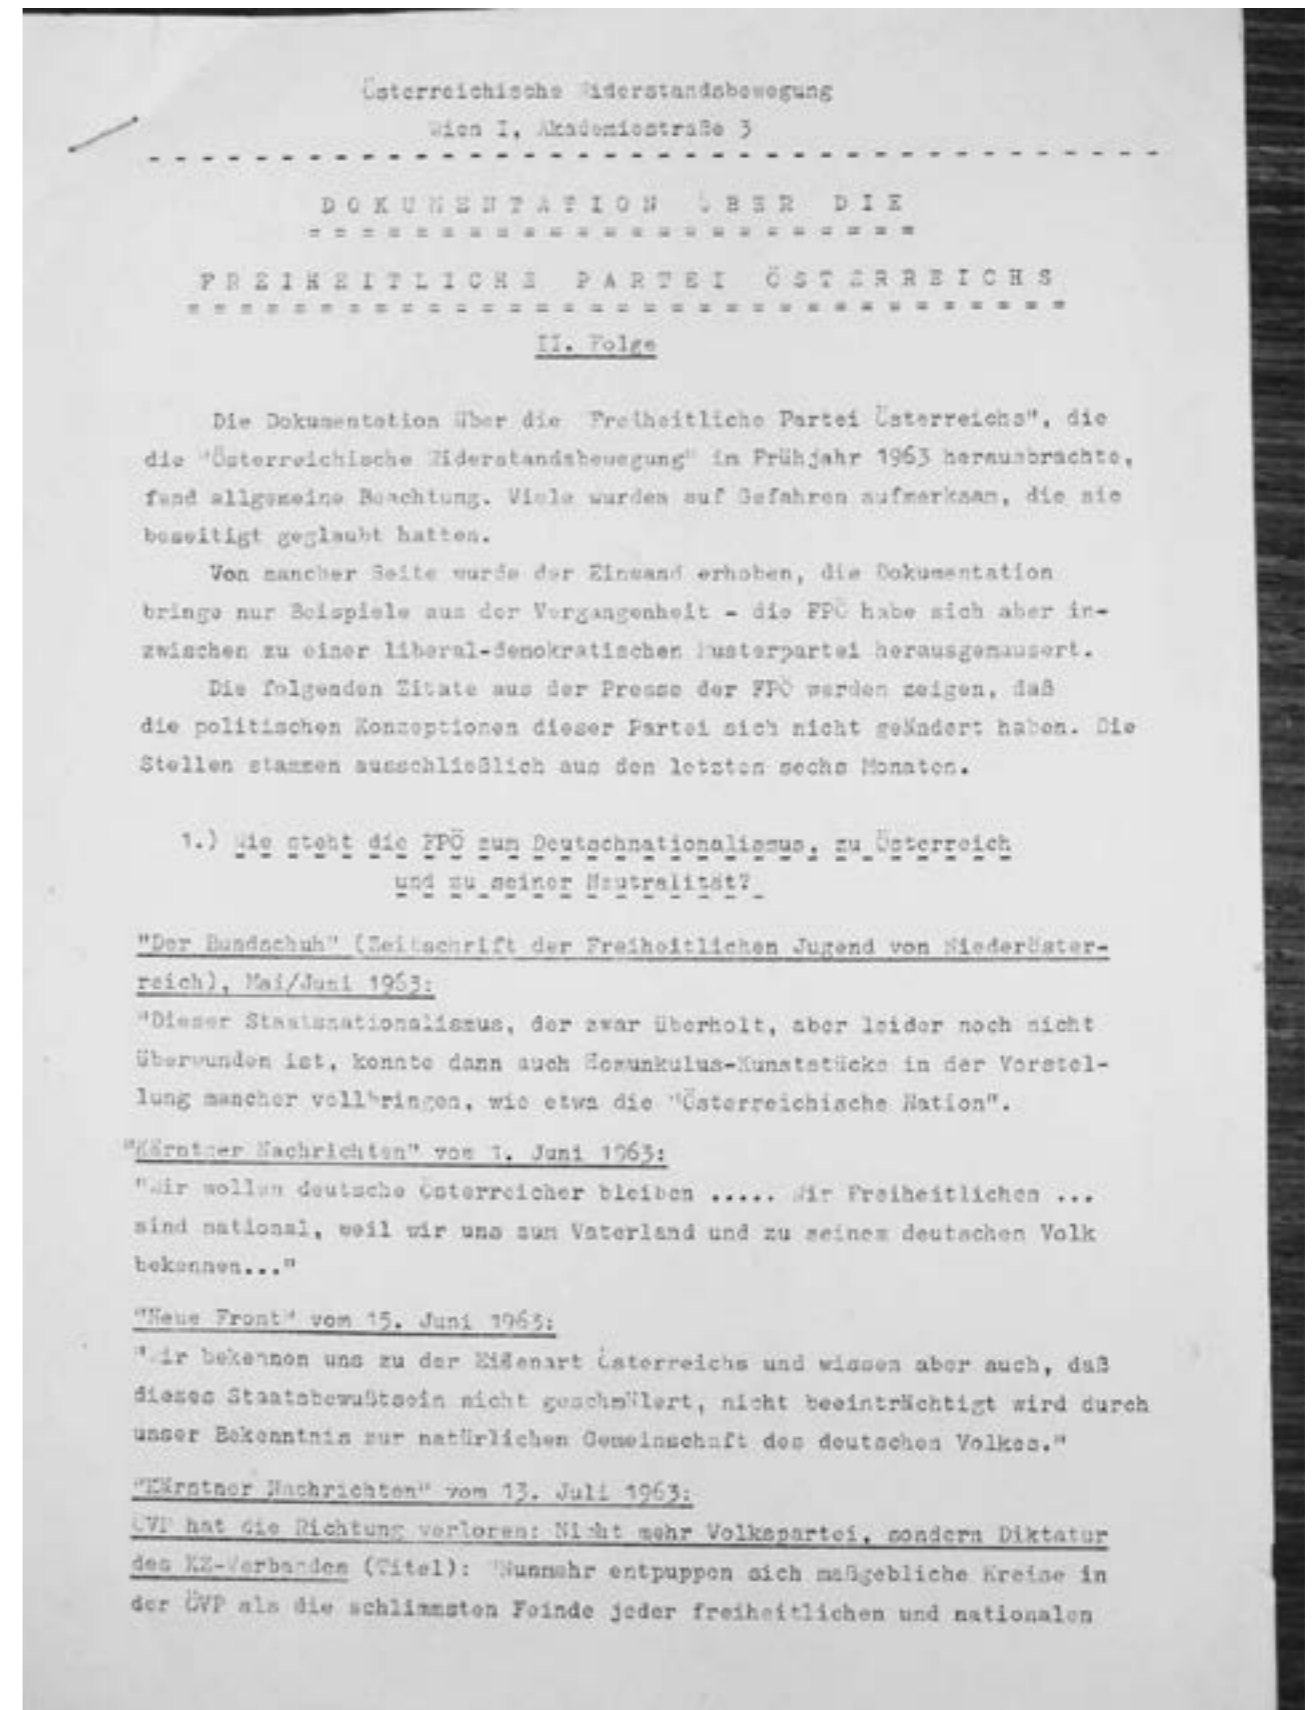 Österreichische Widerstandsbewegung
Wien I, Akademiestraße 3
DOKUMENTATION ÜBER DIE
FREIHEITLICHE PARTEI ÖSTERREICHS
II. Folge
Die Dokumentation über die "Freiheitliche Partei Österreichs", die
die "Österreichische Widerstandsbewegung" im Frühjahr 1963 herausbrachte,
fand allgemeine Beachtung. Viele wurden auf Gefahren aufmerksam, die sie
beseitigt geglaubt hatten.
Von mancher Seite wurde der Einwand erhoben, die Dokumentation
bringe nur Beispiele aus der Vergangenheit - die FPÖ habe sich aber in-
zwischen zu einer liberal-demokratischen Musterpartei herausgemausert.
Die folgenden Zitate aus der Presse der FPÖ werden zeigen, daß
die politischen Konzeptionen dieser Partei sich nicht geändert haben. Die
Stellen stammen ausschließlich aus den letzten sechs Monaten.
1.) Wie steht die FPÖ zum Deutschnationalismus, zu Österreich
und zu seiner Neutralität?
"Der Bundschuh" (Zeitschrift der Freiheitlichen Jugend von Niederöster-
reich), Mai/Juni 1963:
"Dieser Staatsnationalismus, der zwar überholt, aber leider noch nicht
überwunden ist, konnte dann auch Homunkulus-Kunststücke in der Vorstel-
lung mancher vollbringen, wie etwa die "Österreichische Nation".
"Kärntner Nachrichten" vom 1. Juni 1963:
"Wir wollen deutsche Österreicher bleiben ..... Wir Freiheitlichen ...
sind national, weil wir uns zum Vaterland und zu seinem deutschen Volk
bekennen..."
"Neue Front" vom 15. Juni 1963:
"Wir bekennen uns zu der Eigenart Österreichs und wissen aber auch, daß
dieses Staatsbewußtsein nicht geschmälert, nicht beeinträchtigt wird durch
unser Bekenntnis zur natürlichen Gemeinschaft des deutschen Volkes."
"Kärntner Nachrichten" vom 13. Juli 1963:
ÖVP hat die Richtung verloren: Nicht mehr Volkspartei, sondern Diktatur
des KZ-Verbandes (Titel): "Nunmehr entpuppen sich maßgebliche Kreise in
der ÖVP als die schlimmsten Feinde jeder freiheitlichen und nationalen